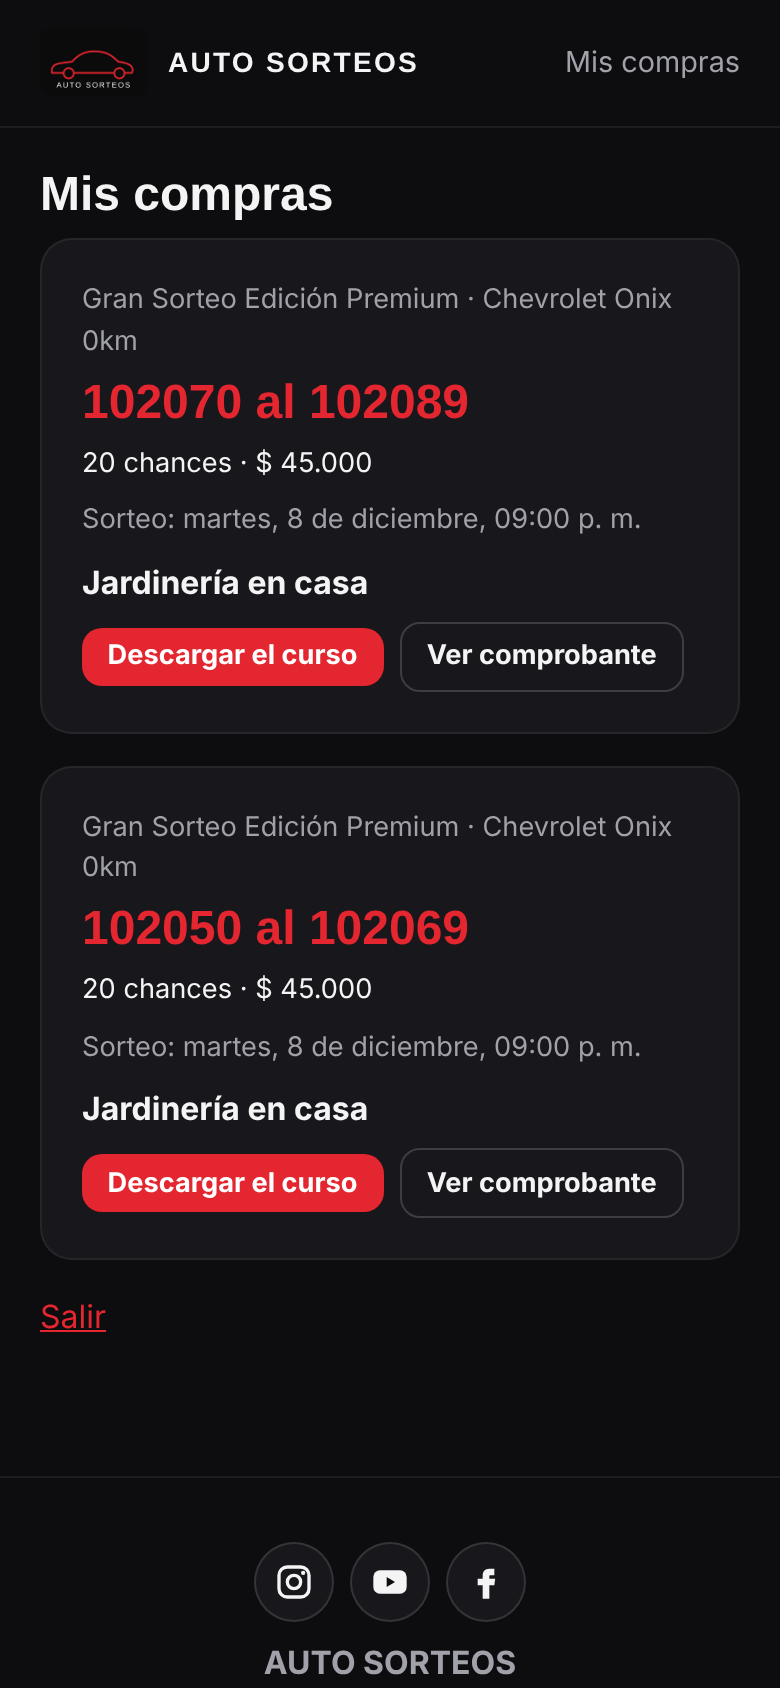 AUTO SORTEOS
AUTO SORTEOS
Mis compras
Mis compras
Gran Sorteo Edición Premium · Chevrolet Onix
0km
102070 al 102089
20 chances · $ 45.000
Sorteo: martes, 8 de diciembre, 09:00 p. m.
Jardinería en casa
Descargar el curso
Ver comprobante
Gran Sorteo Edición Premium · Chevrolet Onix
0km
102050 al 102069
20 chances · $ 45.000
Sorteo: martes, 8 de diciembre, 09:00 p. m.
Jardinería en casa
Descargar el curso
Ver comprobante
Salir
AUTO SORTEOS